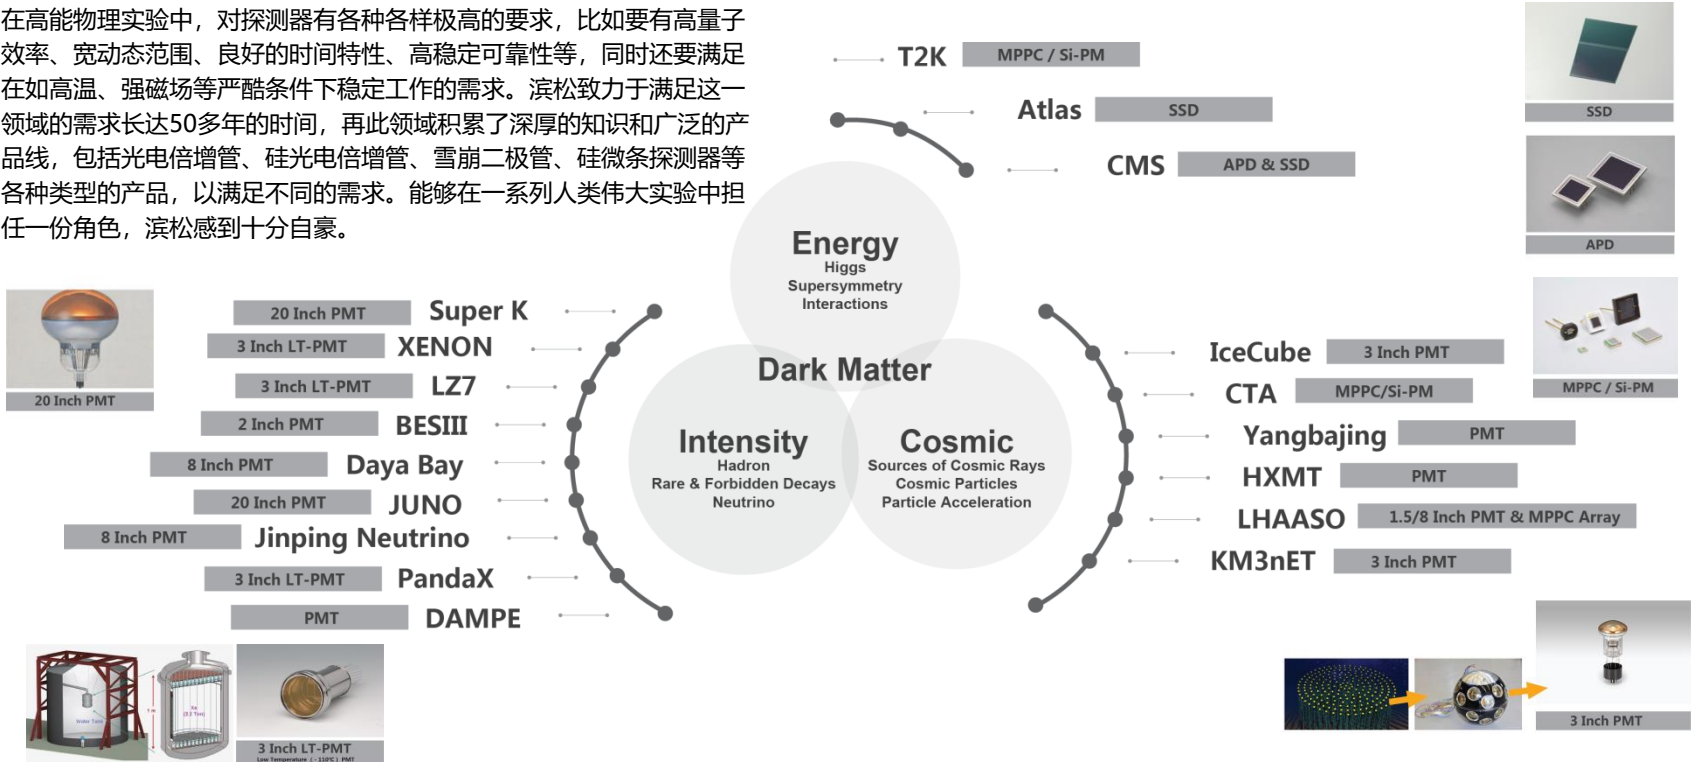 在高能物理实验中，对探测器有各种各样极高的要求，比如要有高量子
效率、宽动态范围、良好的时间特性、高稳定可靠性等，同时还要满足
在如高温、强磁场等严酷条件下稳定工作的需求。滨松致力于满足这一
领域的需求长达50多年的时间，再此领域积累了深厚的知识和广泛的产
品线，包括光电倍增管、硅光电倍增管、雪崩二极管、硅微条探测器等
各种类型的产品，以满足不同的需求。能够在一系列人类伟大实验中担
任一份角色，滨松感到十分自豪。
T2K MPPC / Si-PM
Atlas SSD
CMS APD & SSD
SSD
APD
MPPC / Si-PM
Energy
Higgs
Supersymmetry
Interactions
Dark Matter
Intensity
Hadron
Rare & Forbidden Decays
Neutrino
Cosmic
Sources of Cosmic Rays
Cosmic Particles
Particle Acceleration
20 Inch PMT
20 Inch PMT Super K
3 Inch LT-PMT XENON
3 Inch LT-PMT LZ7
2 Inch PMT BESIII
8 Inch PMT Daya Bay
20 Inch PMT JUNO
8 Inch PMT Jinping Neutrino
3 Inch LT-PMT PandaX
PMT DAMPE
IceCube 3 Inch PMT
CTA MPPC/Si-PM
Yangbajing PMT
HXMT PMT
LHAASO 1.5/8 Inch PMT & MPPC Array
KM3nET 3 Inch PMT
Water Tank
1 m
Xe
3 Inch LT-PMT
Low Temperature ( - 110℃ ) PMT
3 Inch PMT